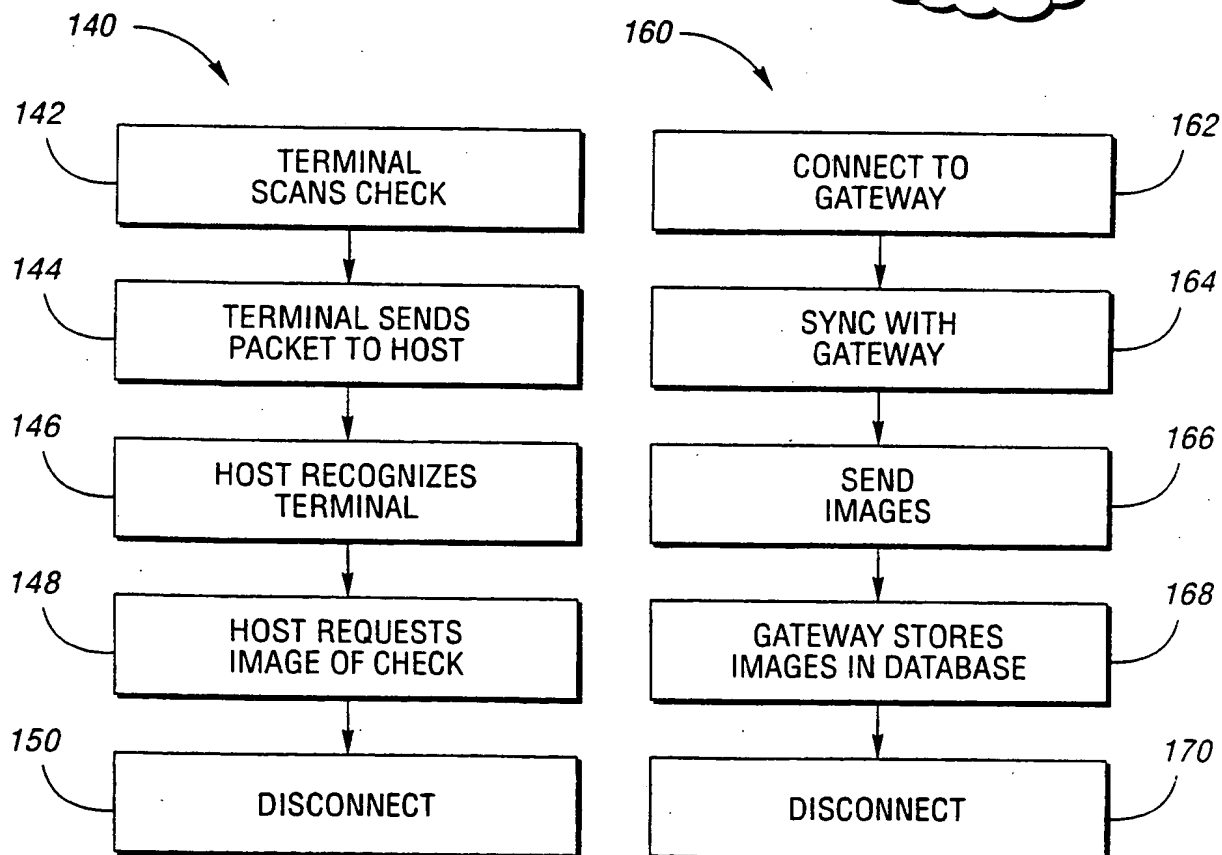 140
142
TERMINAL
SCANS CHECK
144
TERMINAL SENDS
PACKET TO HOST
146
HOST RECOGNIZES
TERMINAL
148
HOST REQUESTS
IMAGE OF CHECK
150
DISCONNECT
160
162
CONNECT TO
GATEWAY
164
SYNC WITH
GATEWAY
166
SEND
IMAGES
168
GATEWAY STORES
IMAGES IN DATABASE
170
DISCONNECT